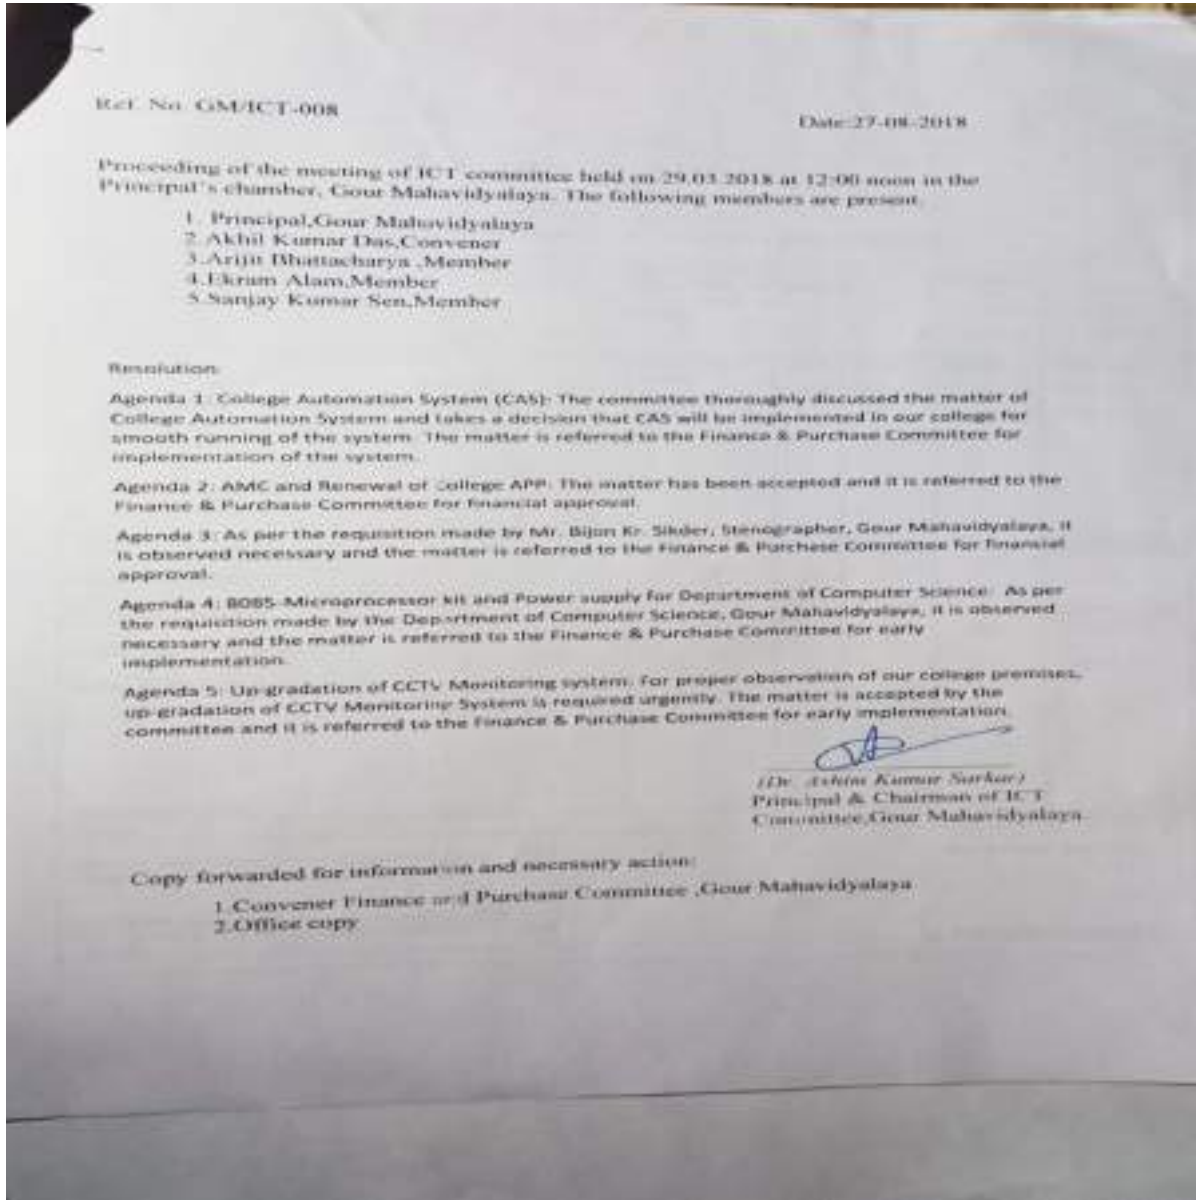 Ref. No. GM/ICT-008
Date:27-08-2018
Proceeding of the meeting of ICT committee held on 29.03.2018 at 12:00 noon in the
Principal's chamber, Gour Mahavidyalaya. The following members are present.
1. Principal,Gour Mahavidyalaya
2.Akhil Kumar Das,Convener
3.Arijit Bhattacharya ,Member
4.Ekram Alam,Member
5.Sanjay Kumar Sen,Member
Resolution:
Agenda 1: College Automation System (CAS): The committee thoroughly discussed the matter of
College Automation System and takes a decision that CAS will be implemented in our college for
smooth running of the system. The matter is referred to the Finance & Purchase Committee for
implementation of the system.
Agenda 2: AMC and Renewal of College APP: The matter has been accepted and it is referred to the
Finance & Purchase Committee for financial approval.
Agenda 3: As per the requisition made by Mr. Bijon Kr. Sikder, Stenographer, Gour Mahavidyalaya, it
is observed necessary and the matter is referred to the Finance & Purchase Committee for financial
approval.
Agenda 4: 8085-Microprocessor kit and Power supply for Department of Computer Science: As per
the requisition made by the Department of Computer Science, Gour Mahavidyalaya, it is observed
necessary and the matter is referred to the Finance & Purchase Committee for early
implementation.
Agenda 5: Up-gradation of CCTV Monitoring system: For proper observation of our college premises,
up-gradation of CCTV Monitoring System is required urgently. The matter is accepted by the
committee and it is referred to the Finance & Purchase Committee for early implementation.
(Dr. Ashim Kumar Sarkar)
Principal & Chairman of ICT
Committee,Gour Mahavidyalaya
Copy forwarded for information and necessary action:
1.Convener Finance and Purchase Committee ,Gour Mahavidyalaya
2.Office copy